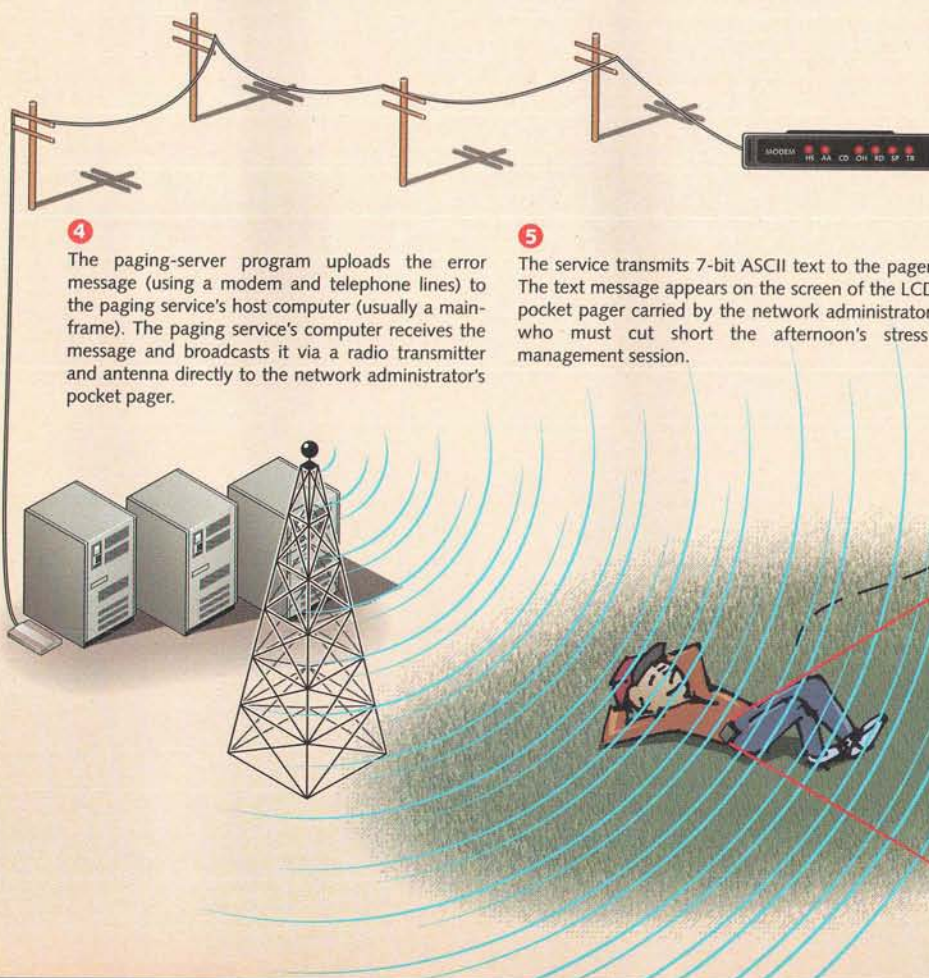 MODEM HS AA CD OH RD SP TR
4
The paging-server program uploads the error
message (using a modem and telephone lines) to
the paging service's host computer (usually a main-
frame). The paging service's computer receives the
message and broadcasts it via a radio transmitter
and antenna directly to the network administrator's
pocket pager.
5
The service transmits 7-bit ASCII text to the pager
The text message appears on the screen of the LCD
pocket pager carried by the network administrator
who must cut short the afternoon's stress
management session.